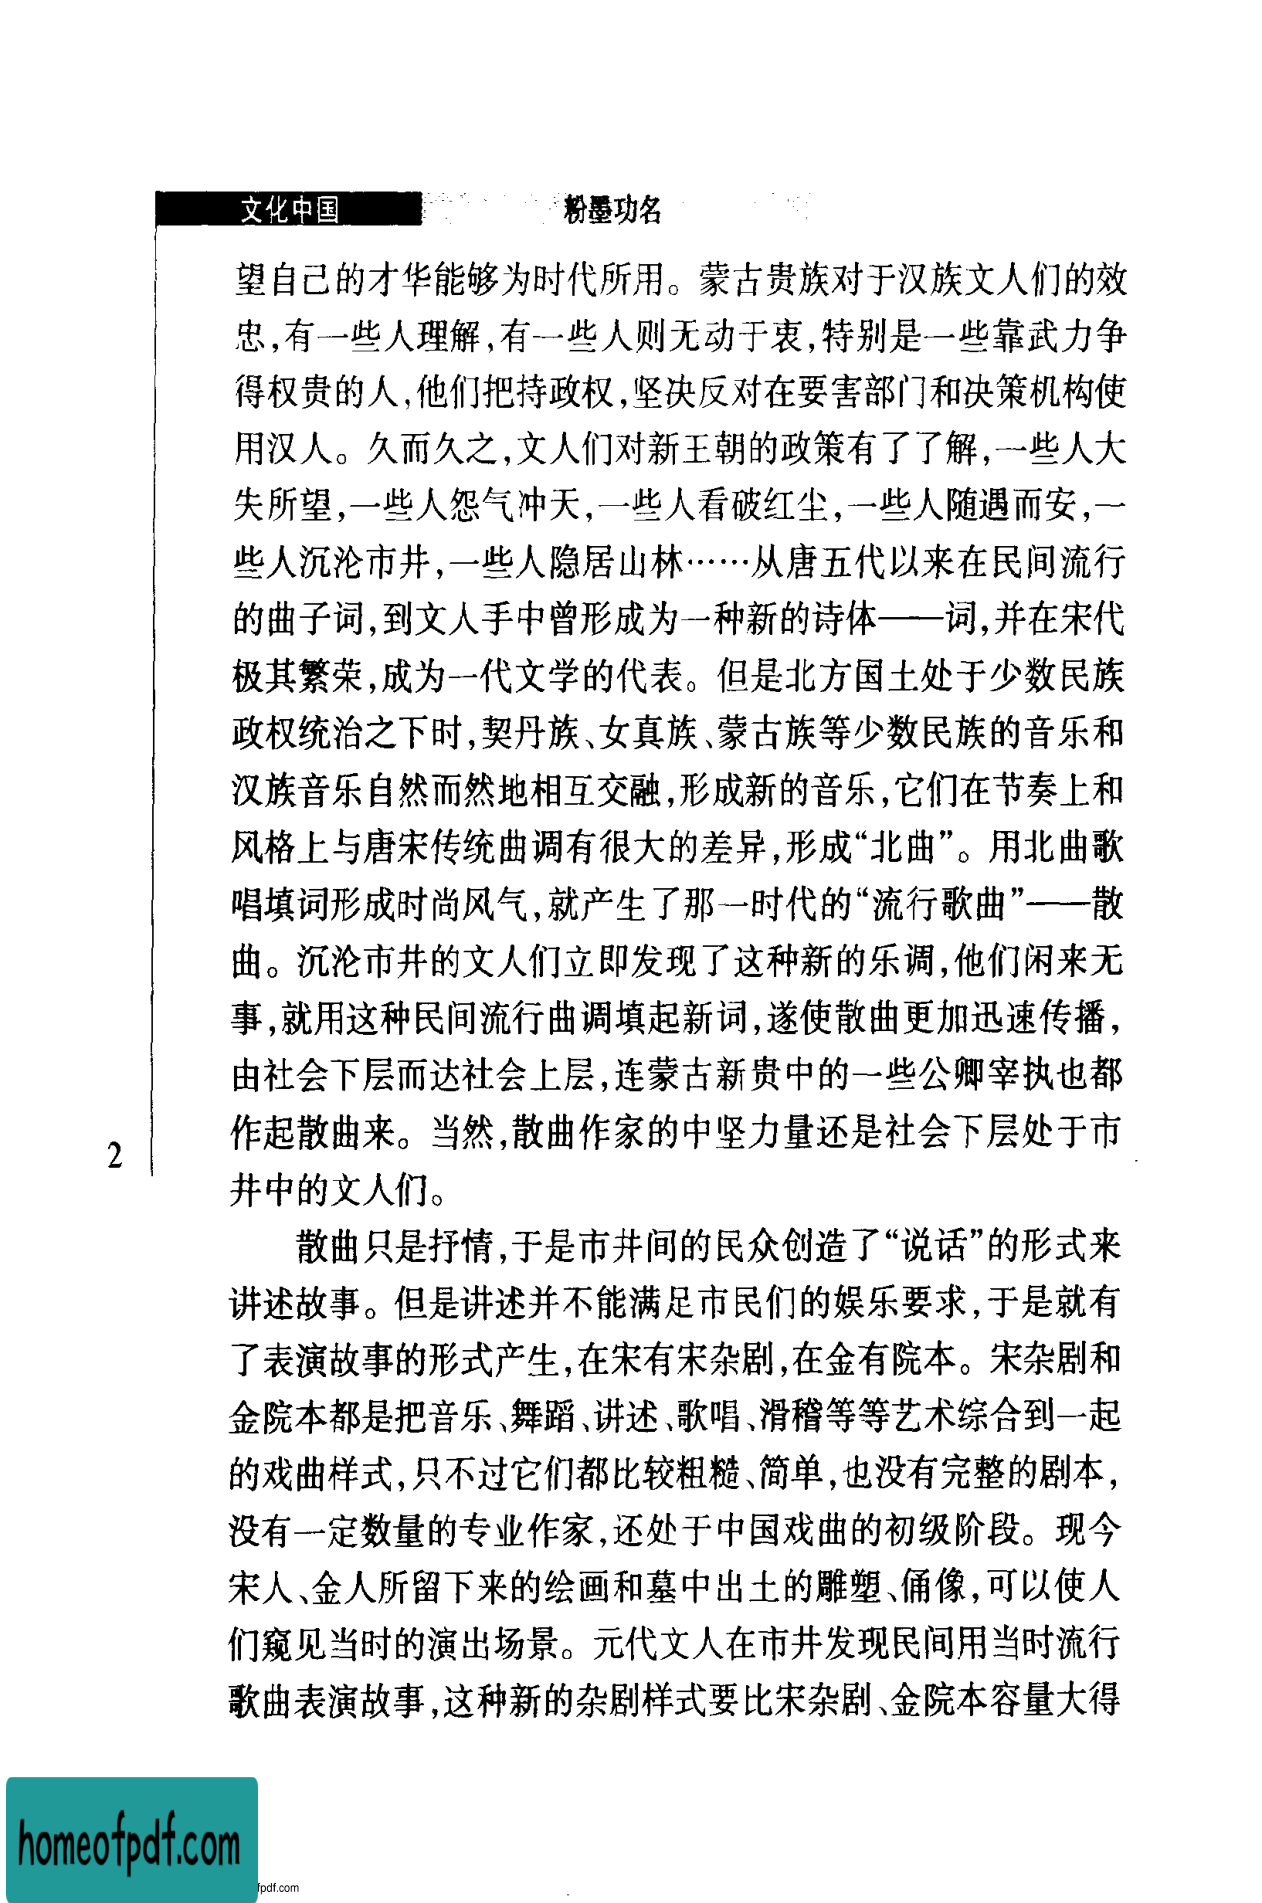 文化中国
粉墨功名
望自己的才华能够为时代所用。蒙古贵族对于汉族文人们的效
忠,有一些人理解,有一些人则无动于衷,特别是一些靠武力争
得权贵的人,他们把持政权,坚决反对在要害部门和决策机构使
用汉人。久而久之,文人们对新王朝的政策有了了解,一些人大
失所望,一些人怨气冲天,一些人看破红尘,一些人随遇而安,一
些人沉沦市井,一些人隐居山林……从唐五代以来在民间流行
的曲子词,到文人手中曾形成为一种新的诗体——词,并在宋代
极其繁荣,成为一代文学的代表。但是北方国土处于少数民族
政权统治之下时,契丹族、女真族、蒙古族等少数民族的音乐和
汉族音乐自然而然地相互交融,形成新的音乐,它们在节奏上和
风格上与唐宋传统曲调有很大的差异,形成“北曲”。用北曲歌
唱填词形成时尚风气,就产生了那一时代的“流行歌曲”——散
曲。沉沦市井的文人们立即发现了这种新的乐调,他们闲来无
事,就用这种民间流行曲调填起新词,遂使散曲更加迅速传播,
由社会下层而达社会上层,连蒙古新贵中的一些公卿宰执也都
作起散曲来。当然,散曲作家的中坚力量还是社会下层处于市
2
井中的文人们。
散曲只是抒情,于是市井间的民众创造了“说话”的形式来
讲述故事。但是讲述并不能满足市民们的娱乐要求,于是就有
了表演故事的形式产生,在宋有宋杂剧,在金有院本。宋杂剧和
金院本都是把音乐、舞蹈、讲述、歌唱、滑稽等等艺术综合到一起
的戏曲样式,只不过它们都比较粗糙、简单,也没有完整的剧本,
没有一定数量的专业作家,还处于中国戏曲的初级阶段。现今
宋人、金人所留下来的绘画和墓中出土的雕塑、俑像,可以使人
们窥见当时的演出场景。元代文人在市井发现民间用当时流行
歌曲表演故事,这种新的杂剧样式要比宋杂剧、金院本容量大得
homeofpdf.com
fpdf.com